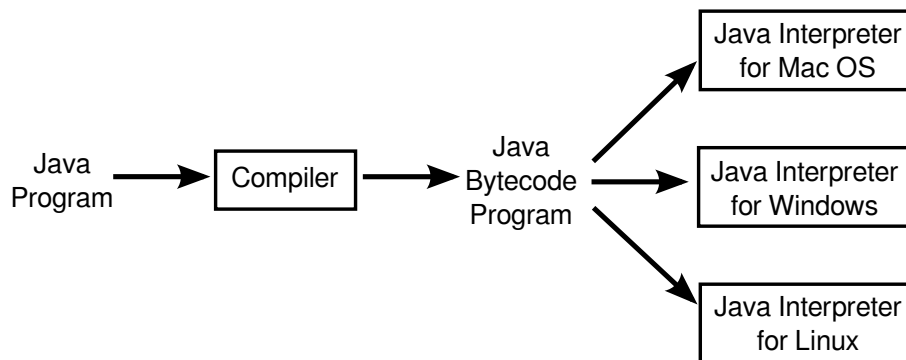 Java
Program
Compiler
Java
Bytecode
Program
Java Interpreter
for Mac OS
Java Interpreter
for Windows
Java Interpreter
for Linux